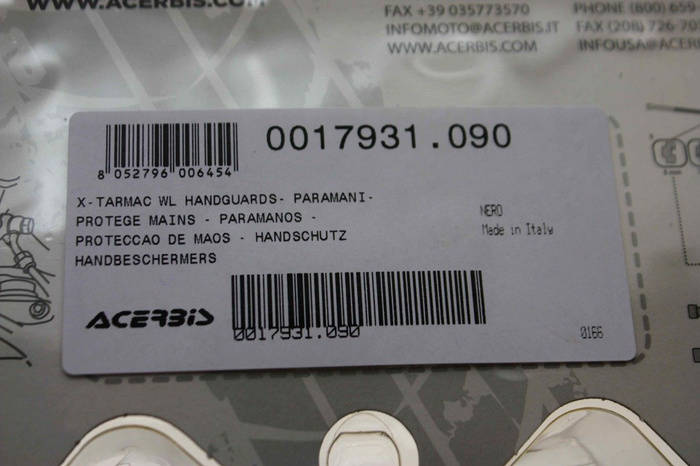 WWW.ACERBIS.COM
FAX +39 035773570
INFOMOTO@ACERBIS.IT
WWW.ACERBIS.COM
PHONE (800) 659
FAX (208) 726-70
INFOUSA@ACERBIS
0017931.090
8 052796 006454
X-TARMAC WL HANDGUARDS- PARAMANI-
PROTEGE MAINS - PARAMANOS -
PROTECCAO DE MAOS - HANDSCHUTZ
HANDBESCHERMERS
NERO
Made in Italy
ACERBIS
0017931.090
0166